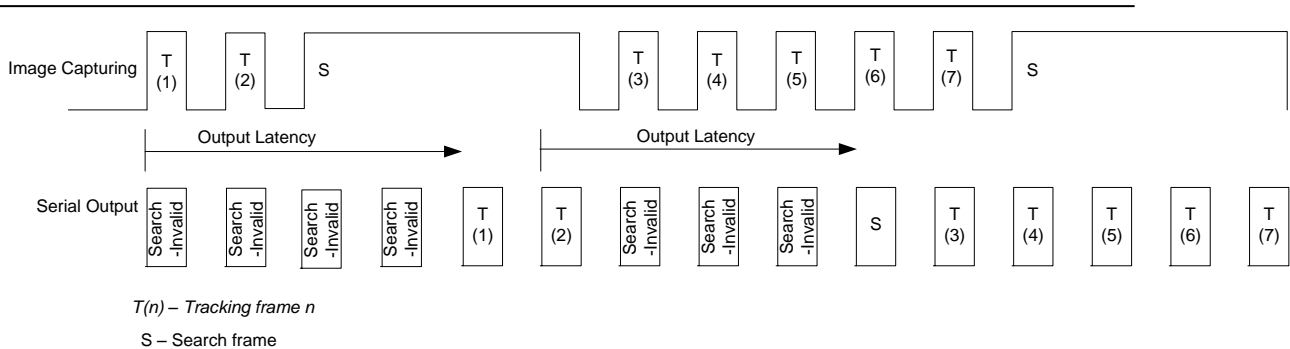 Image Capturing
T
(1)
T
(2)
S
T
(3)
T
(4)
T
(5)
T
(6)
T
(7)
S
Output Latency
Output Latency
Serial Output
Search
-Invalid
Search
-Invalid
Search
-Invalid
Search
-Invalid
T
(1)
T
(2)
Search
-Invalid
Search
-Invalid
Search
-Invalid
S
T
(3)
T
(4)
T
(5)
T
(6)
T
(7)
T(n) – Tracking frame n
S – Search frame